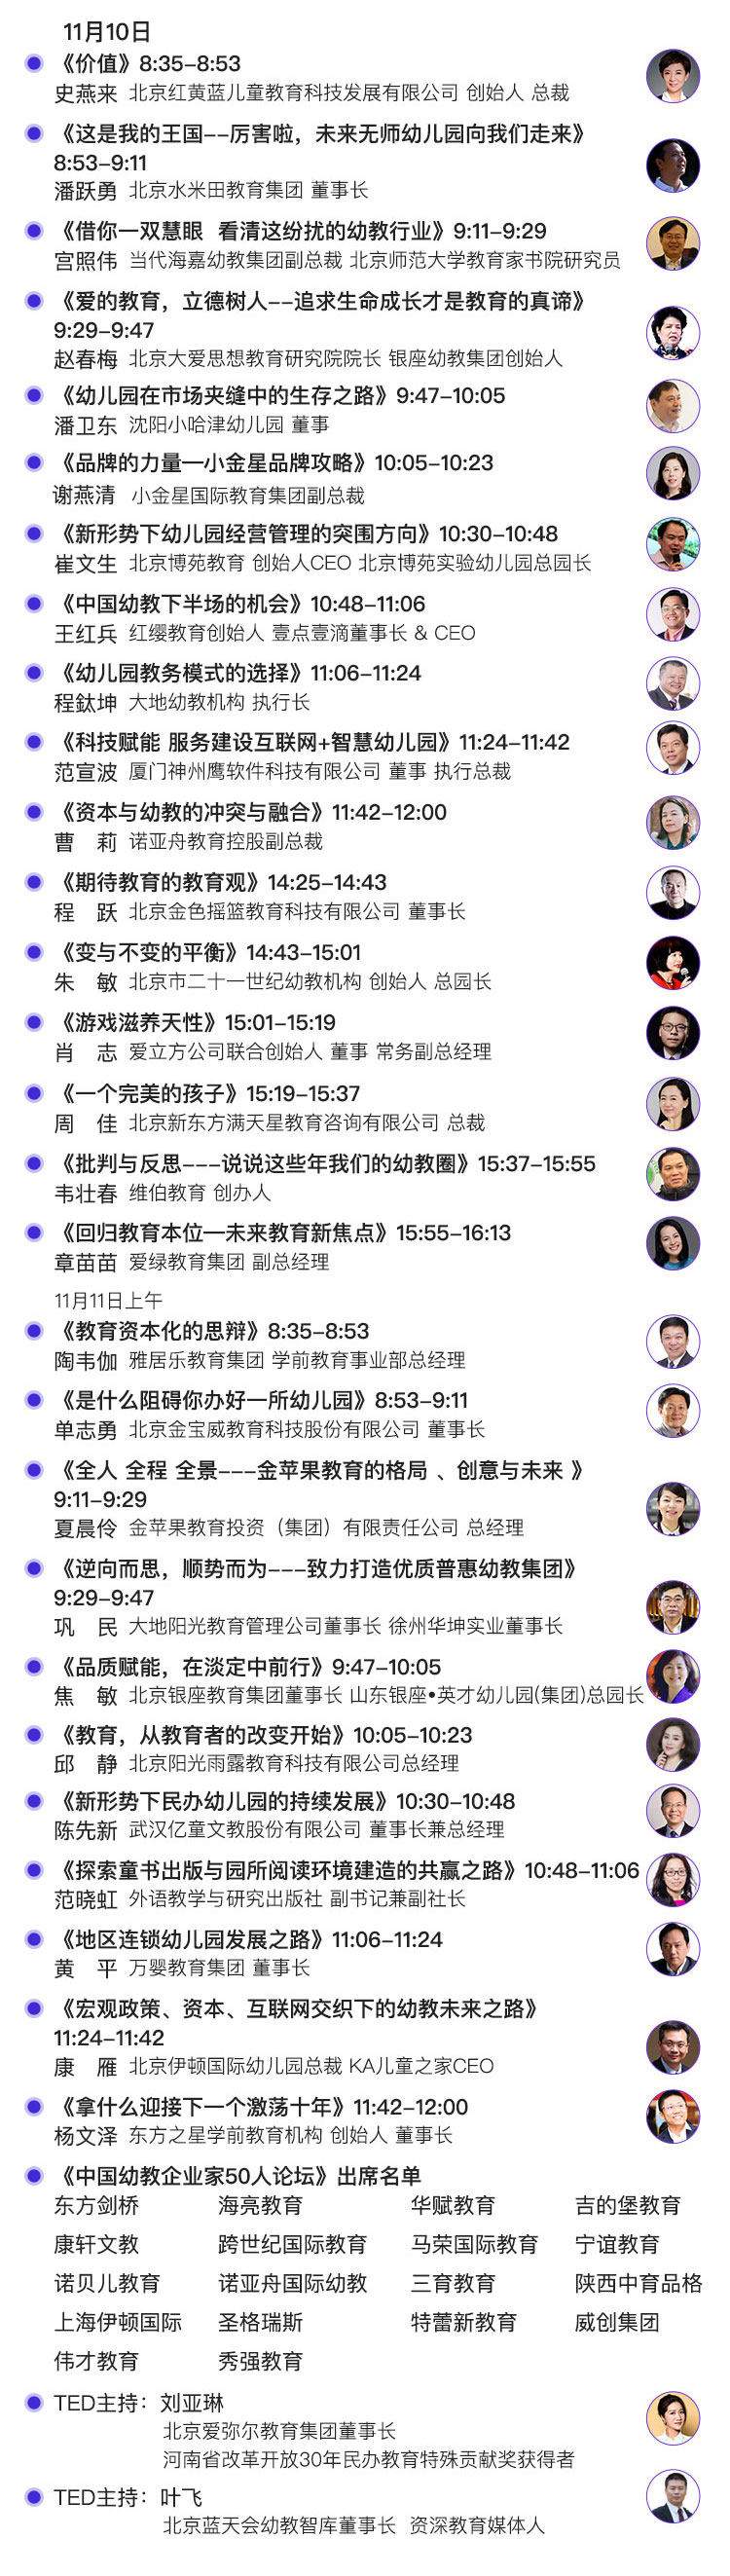 11月10日
《价值》8:35-8:53
史燕来 北京红黄蓝儿童教育科技发展有限公司 创始人 总裁
《这是我的王国--厉害啦，未来无师幼儿园向我们走来》
8:53-9:11
潘跃勇 北京水米田教育集团 董事长
《借你一双慧眼 看清这纷扰的幼教行业》9:11-9:29
宫照伟 当代海嘉幼教集团副总裁 北京师范大学教育家书院研究员
《爱的教育，立德树人--追求生命成长才是教育的真谛》
9:29-9:47
赵春梅 北京大爱思想教育研究院院长 银座幼教集团创始人
《幼儿园在市场夹缝中的生存之路》9:47-10:05
潘卫东 沈阳小哈津幼儿园 董事
《品牌的力量—小金星品牌攻略》10:05-10:23
谢燕清 小金星国际教育集团副总裁
《新形势下幼儿园经营管理的突围方向》10:30-10:48
崔文生 北京博苑教育 创始人CEO 北京博苑实验幼儿园总园长
《中国幼教下半场的机会》10:48-11:06
王红兵 红缨教育创始人 壹点壹滴董事长 & CEO
《幼儿园教务模式的选择》11:06-11:24
程鈦坤 大地幼教机构 执行长
《科技赋能 服务建设互联网+智慧幼儿园》11:24-11:42
范宣波 厦门神州鹰软件科技有限公司 董事 执行总裁
《资本与幼教的冲突与融合》11:42-12:00
曹 莉 诺亚舟教育控股副总裁
《期待教育的教育观》14:25-14:43
程 跃 北京金色摇篮教育科技有限公司 董事长
《变与不变的平衡》14:43-15:01
朱 敏 北京市二十一世纪幼教机构 创始人 总园长
《游戏滋养天性》15:01-15:19
肖 志 爱立方公司联合创始人 董事 常务副总经理
《一个完美的孩子》15:19-15:37
周 佳 北京新东方满天星教育咨询有限公司 总裁
《批判与反思---说说这些年我们的幼教圈》15:37-15:55
韦壮春 维伯教育 创办人
《回归教育本位—未来教育新焦点》15:55-16:13
章苗苗 爱绿教育集团 副总经理
11月11日上午
《教育资本化的思辩》8:35-8:53
陶韦伽 雅居乐教育集团 学前教育事业部总经理
《是什么阻碍你办好一所幼儿园》8:53-9:11
单志勇 北京金宝威教育科技股份有限公司 董事长
《全人 全程 全景---金苹果教育的格局 、创意与未来 》
9:11-9:29
夏晨伶 金苹果教育投资（集团）有限责任公司 总经理
《逆向而思，顺势而为---致力打造优质普惠幼教集团》
9:29-9:47
巩 民 大地阳光教育管理公司董事长 徐州华坤实业董事长
《品质赋能，在淡定中前行》9:47-10:05
焦 敏 北京银座教育集团董事长 山东银座•英才幼儿园(集团)总园长
《教育，从教育者的改变开始》10:05-10:23
邱 静 北京阳光雨露教育科技有限公司总经理
《新形势下民办幼儿园的持续发展》10:30-10:48
陈先新 武汉亿童文教股份有限公司 董事长兼总经理
《探索童书出版与园所阅读环境建造的共赢之路》10:48-11:06
范晓虹 外语教学与研究出版社 副书记兼副社长
《地区连锁幼儿园发展之路》11:06-11:24
黄 平 万婴教育集团 董事长
《宏观政策、资本、互联网交织下的幼教未来之路》
11:24-11:42
康 雁 北京伊顿国际幼儿园总裁 KA儿童之家CEO
《拿什么迎接下一个激荡十年》11:42-12:00
杨文泽 东方之星学前教育机构 创始人 董事长
《中国幼教企业家50人论坛》出席名单
东方剑桥 海亮教育 华赋教育 吉的堡教育
康轩文教 跨世纪国际教育 马荣国际教育 宁谊教育
诺贝儿教育 诺亚舟国际幼教 三育教育 陕西中育品格
上海伊顿国际 圣格瑞斯 特蕾新教育 威创集团
伟才教育 秀强教育
TED主持：刘亚琳
北京爱弥尔教育集团董事长
河南省改革开放30年民办教育特殊贡献奖获得者
TED主持：叶飞
北京蓝天会幼教智库董事长 资深教育媒体人